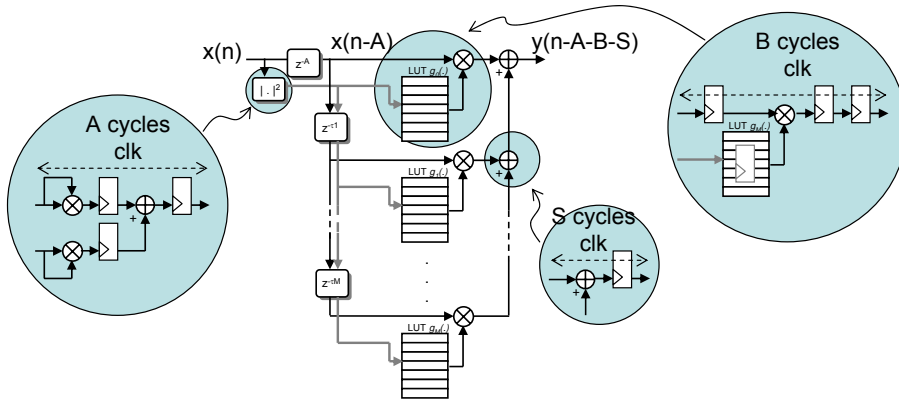 x(n)
x(n-A)
y(n-A-B-S)
z-A
LUT g0(.)
+
| . |2
A cycles
clk
+
z-τ1
LUT g1(.)
+
z-τM
.
.
.
LUT gM(.)
S cycles
clk
+
B cycles
clk
LUT gM(.)